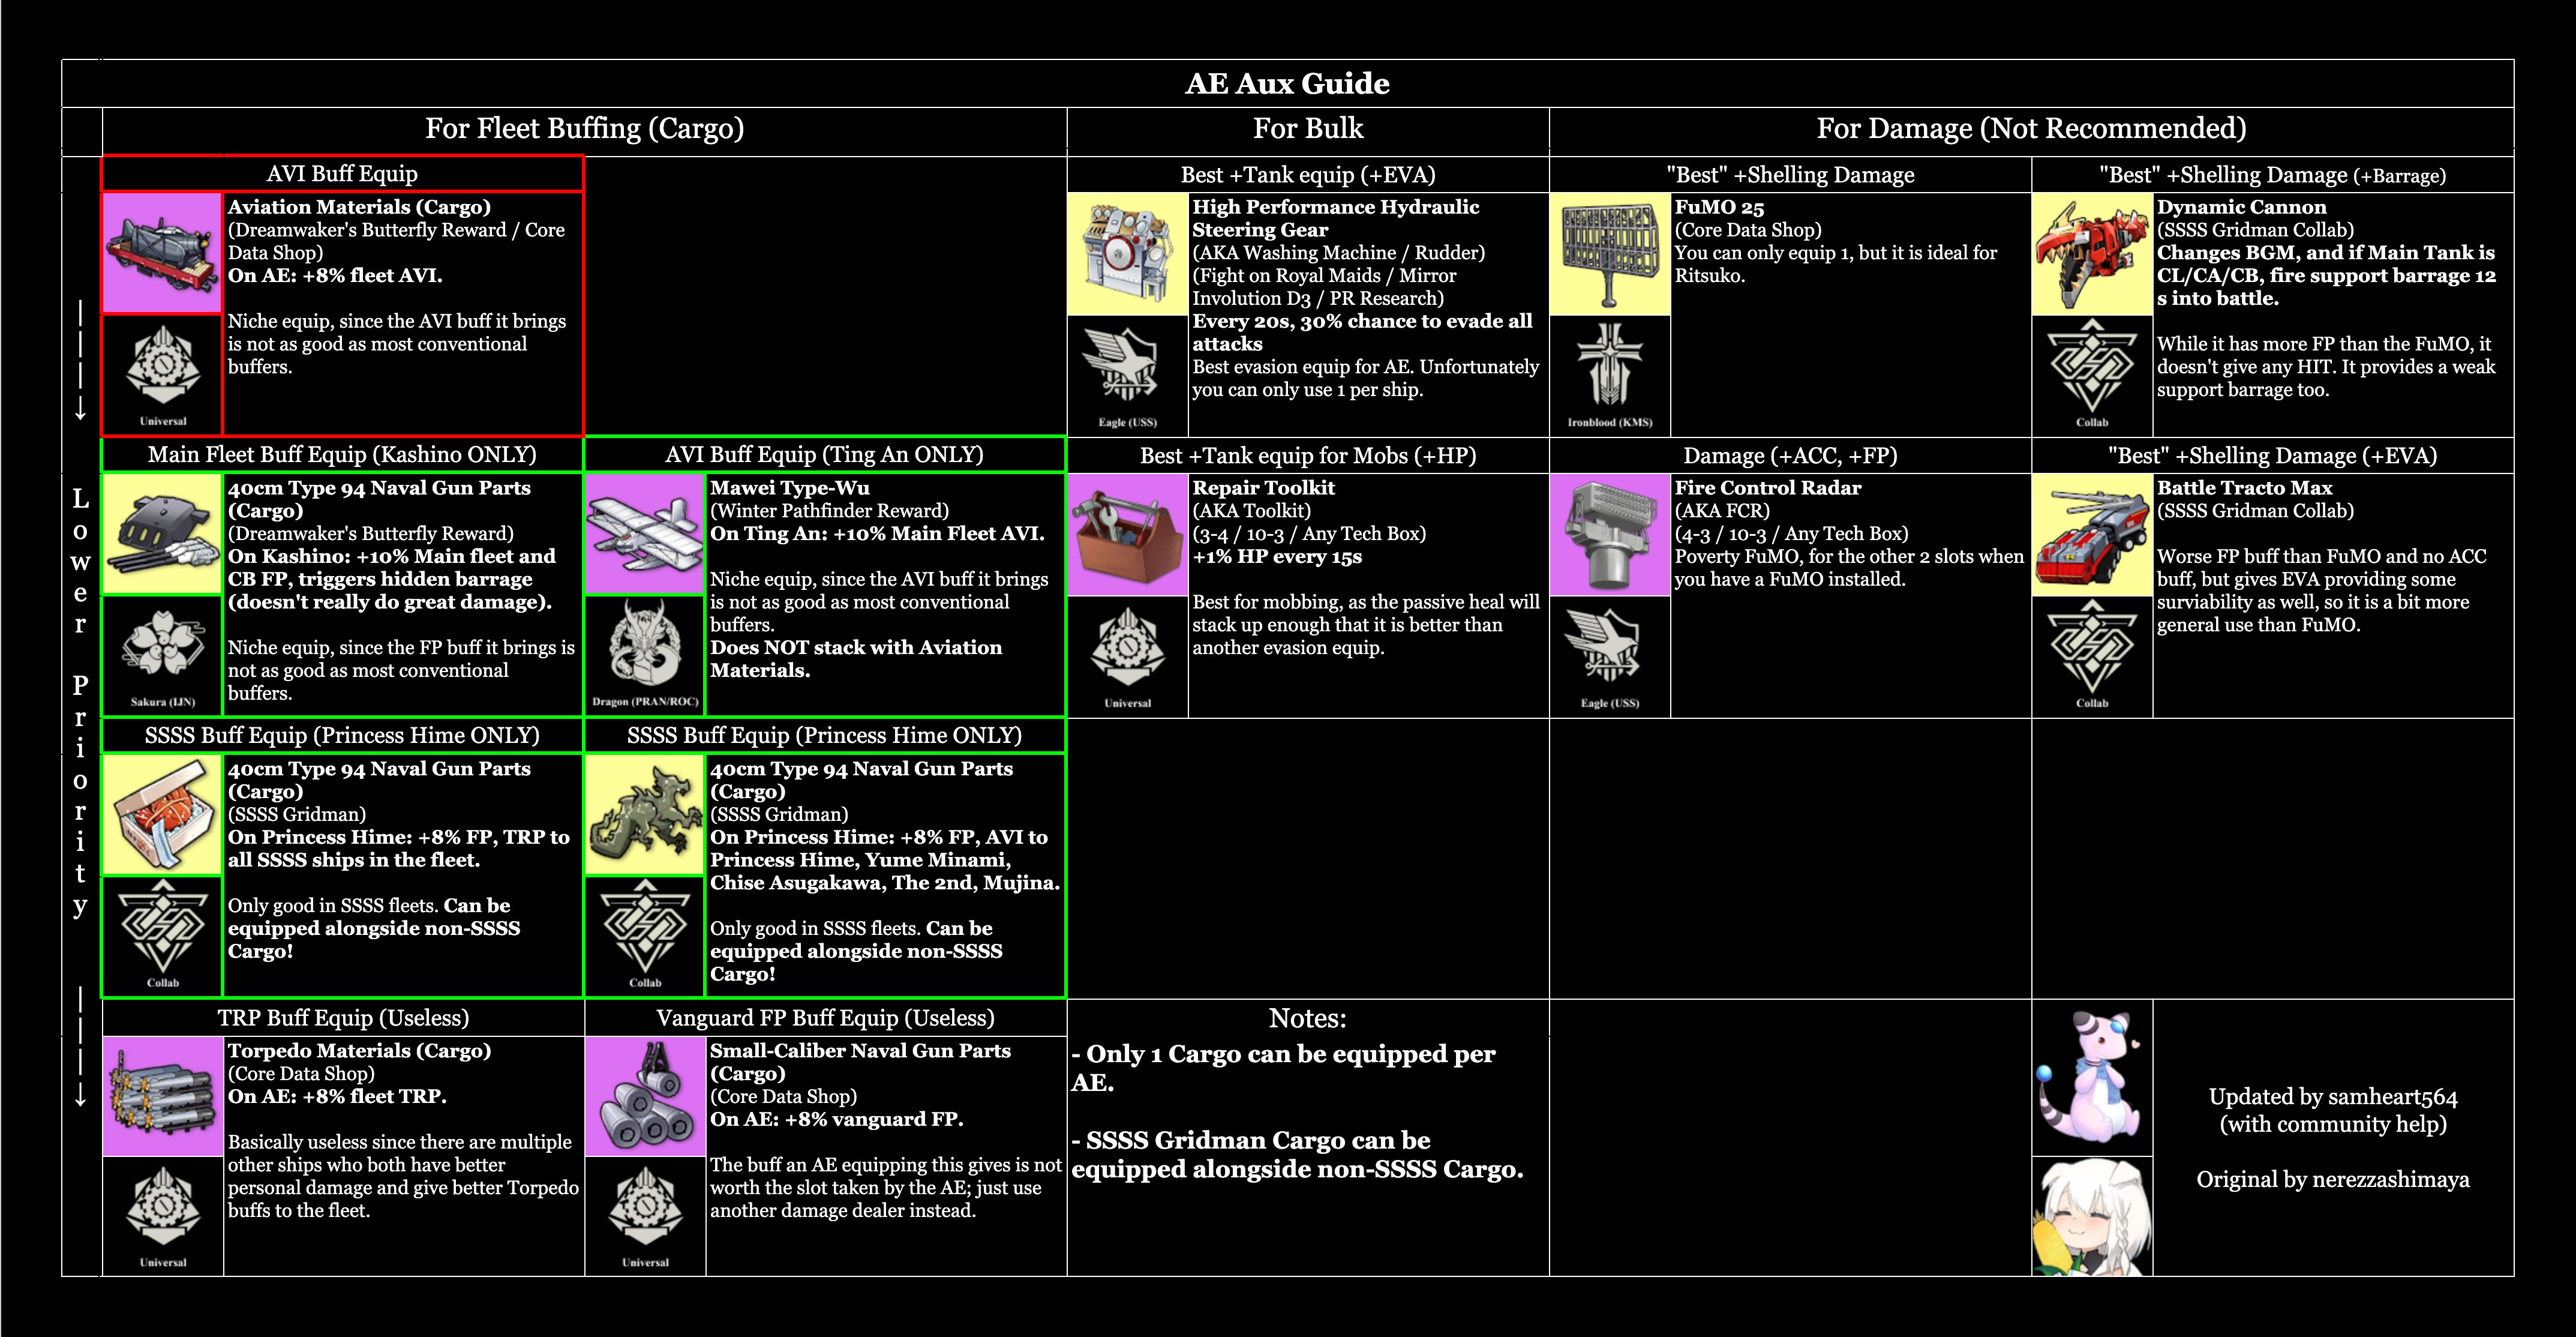 AE Aux Guide
For Fleet Buffing (Cargo)
For Bulk
For Damage (Not Recommended)
Lower Priority
AVI Buff Equip
Aviation Materials (Cargo)
(Dreamwaker's Butterfly Reward / Core
Data Shop)
On AE: +8% fleet AVI.
Niche equip, since the AVI buff it brings
is not as good as most conventional
buffers.
Universal
Best +Tank equip (+EVA)
High Performance Hydraulic
Steering Gear
(AKA Washing Machine / Rudder)
(Fight on Royal Maids / Mirror
Involution D3 / PR Research)
Every 20s, 30% chance to evade all
attacks
Best evasion equip for AE. Unfortunately
you can only use 1 per ship.
Eagle (USS)
"Best" +Shelling Damage
FuMO 25
(Core Data Shop)
You can only equip 1, but it is ideal for
Ritsuko.
Ironblood (KMS)
"Best" +Shelling Damage (+Barrage)
Dynamic Cannon
(SSSS Gridman Collab)
Changes BGM, and if Main Tank is
CL/CA/CB, fire support barrage 12
s into battle.
While it has more FP than the FuMO, it
doesn't give any HIT. It provides a weak
support barrage too.
Collab
Main Fleet Buff Equip (Kashino ONLY)
40cm Type 94 Naval Gun Parts
(Cargo)
(Dreamwaker's Butterfly Reward)
On Kashino: +10% Main fleet and
CB FP, triggers hidden barrage
(doesn't really do great damage).
Niche equip, since the FP buff it brings is
not as good as most conventional
buffers.
Sakura (IJN)
AVI Buff Equip (Ting An ONLY)
Mawei Type-Wu
(Winter Pathfinder Reward)
On Ting An: +10% Main Fleet AVI.
Niche equip, since the AVI buff it brings
is not as good as most conventional
buffers.
Does NOT stack with Aviation
Materials.
Dragon (PRAN/ROC)
Best +Tank equip for Mobs (+HP)
Repair Toolkit
(AKA Toolkit)
(3-4 / 10-3 / Any Tech Box)
+1% HP every 15s
Best for mobbing, as the passive heal will
stack up enough that it is better than
another evasion equip.
Universal
Damage (+ACC, +FP)
Fire Control Radar
(AKA FCR)
(4-3 / 10-3 / Any Tech Box)
Poverty FuMO, for the other 2 slots when
you have a FuMO installed.
Eagle (USS)
"Best" +Shelling Damage (+EVA)
Battle Tracto Max
(SSSS Gridman Collab)
Worse FP buff than FuMO and no ACC
buff, but gives EVA providing some
surviability as well, so it is a bit more
general use than FuMO.
Collab
SSSS Buff Equip (Princess Hime ONLY)
40cm Type 94 Naval Gun Parts
(Cargo)
(SSSS Gridman)
On Princess Hime: +8% FP, TRP to
all SSSS ships in the fleet.
Only good in SSSS fleets. Can be
equipped alongside non-SSSS
Cargo!
Collab
SSSS Buff Equip (Princess Hime ONLY)
40cm Type 94 Naval Gun Parts
(Cargo)
(SSSS Gridman)
On Princess Hime: +8% FP, AVI to
Princess Hime, Yume Minami,
Chise Asugakawa, The 2nd, Mujina.
Only good in SSSS fleets. Can be
equipped alongside non-SSSS
Cargo!
Collab
TRP Buff Equip (Useless)
Torpedo Materials (Cargo)
(Core Data Shop)
On AE: +8% fleet TRP.
Basically useless since there are multiple
other ships who both have better
personal damage and give better Torpedo
buffs to the fleet.
Universal
Vanguard FP Buff Equip (Useless)
Small-Caliber Naval Gun Parts
(Cargo)
(Core Data Shop)
On AE: +8% vanguard FP.
The buff an AE equipping this gives is not
worth the slot taken by the AE; just use
another damage dealer instead.
Universal
Notes:
- Only 1 Cargo can be equipped per
AE.
- SSSS Gridman Cargo can be
equipped alongside non-SSSS Cargo.
Updated by samheart564
(with community help)
Original by nerezzashimaya